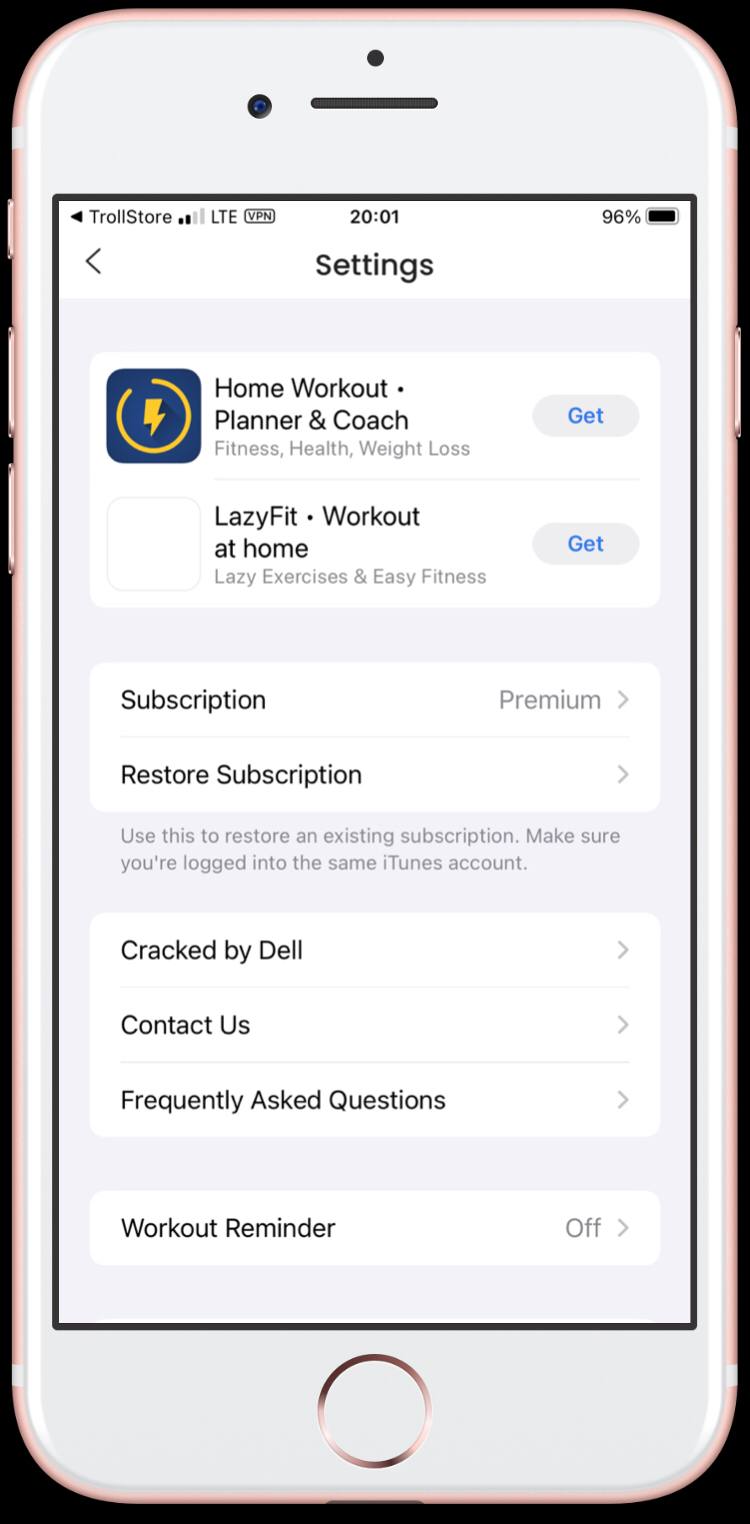 TrollStore LTE VPN 20:01 96%
Settings
Home Workout •
Planner & Coach
Fitness, Health, Weight Loss
Get
LazyFit • Workout
at home
Lazy Exercises & Easy Fitness
Get
Subscription Premium
Restore Subscription
Use this to restore an existing subscription. Make sure
you're logged into the same iTunes account.
Cracked by Dell
Contact Us
Frequently Asked Questions
Workout Reminder Off